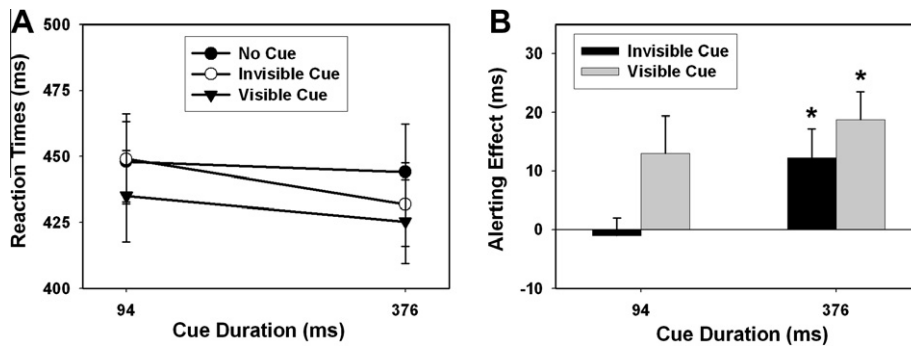 A
Reaction Times (ms)
500
475
450
425
400
No Cue
Invisible Cue
Visible Cue
94
376
Cue Duration (ms)
B
Alerting Effect (ms)
30
20
10
0
-10
Invisible Cue
Visible Cue
*
*
94
376
Cue Duration (ms)